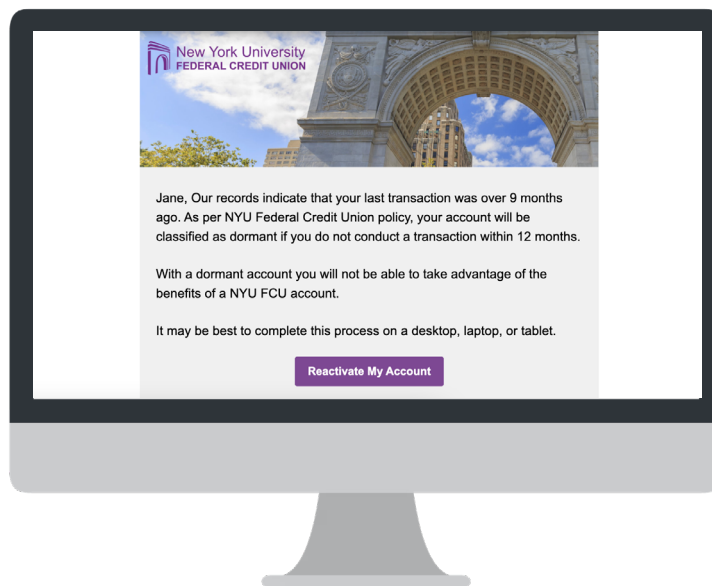 New York University
FEDERAL CREDIT UNION
Jane, Our records indicate that your last transaction was over 9 months
ago. As per NYU Federal Credit Union policy, your account will be
classified as dormant if you do not conduct a transaction within 12 months.
With a dormant account you will not be able to take advantage of the
benefits of a NYU FCU account.
It may be best to complete this process on a desktop, laptop, or tablet.
Reactivate My Account